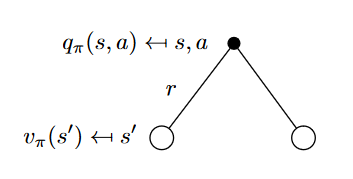 qπ(s, a) ↤ s, a
r
vπ(s′) ↤ s′